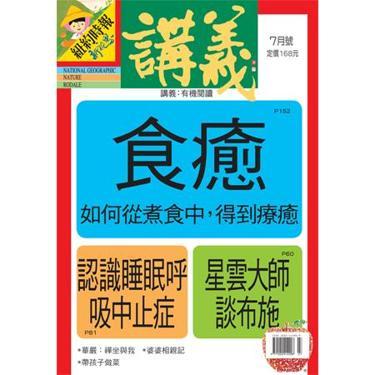 紐約時報
NATIONAL GEOGRAPHIC
NATURE
RODALE
講義
講義：有機閱讀
7月號
定價168元
P152
食癒
如何從煮食中，得到療癒
認識睡眠呼
吸中止症
P81
P60
星雲大師
談布施
•華嚴：禪坐與我 •婆婆相親記
•帶孩子做菜